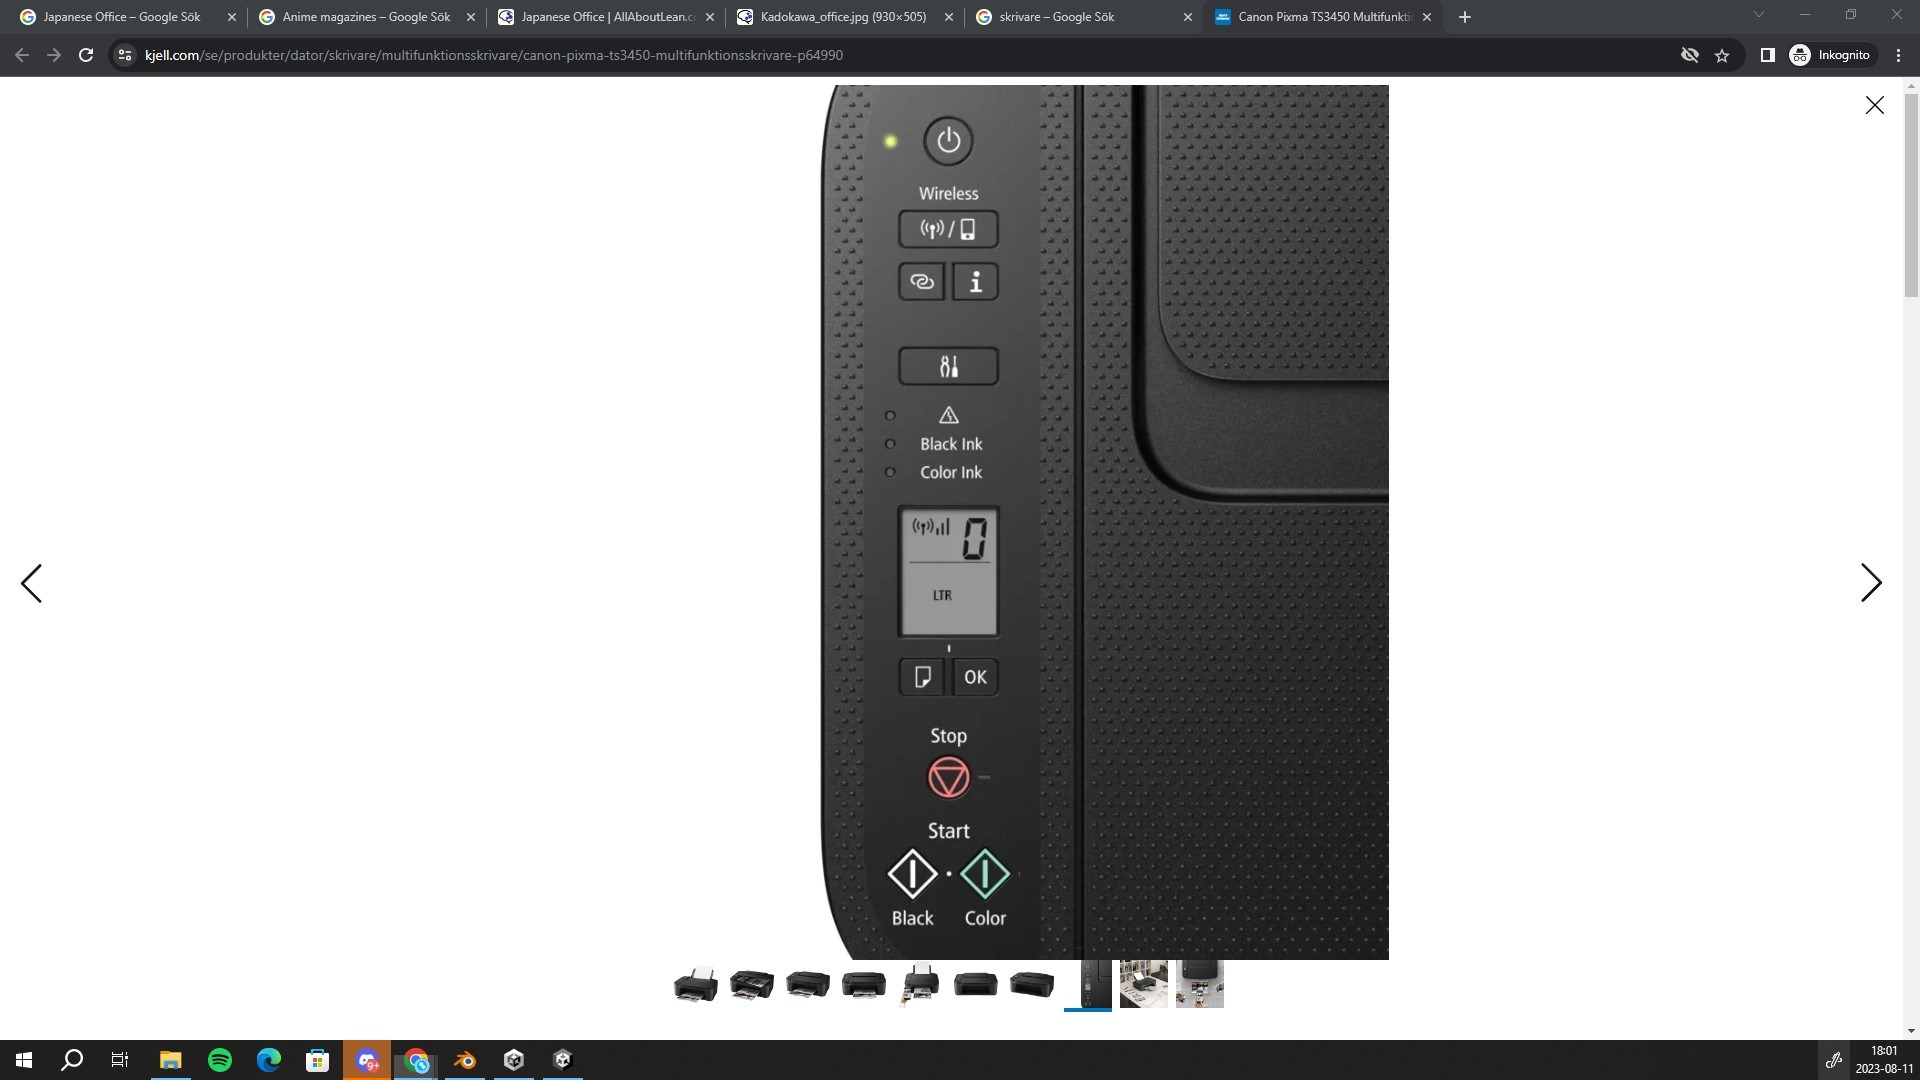 Japanese Office – Google Sök
Anime magazines – Google Sök
Japanese Office | AllAboutLean.c
Kadokawa_office.jpg (930×505)
skrivare – Google Sök
Canon Pixma TS3450 Multifunkti
kjell.com/se/produkter/dator/skrivare/multifunktionsskrivare/canon-pixma-ts3450-multifunktionsskrivare-p64990
Inkognito
Wireless
Black Ink
Color Ink
0
LTR
OK
Stop
Start
Black
Color
9+
18:01
2023-08-11